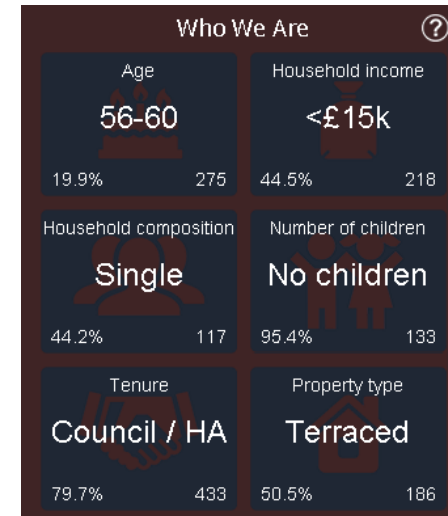 Who We Are ?
Age
56-60
19.9% 275
Household income
<£15k
44.5% 218
Household composition
Single
44.2% 117
Number of children
No children
95.4% 133
Tenure
Council / HA
79.7% 433
Property type
Terraced
50.5% 186